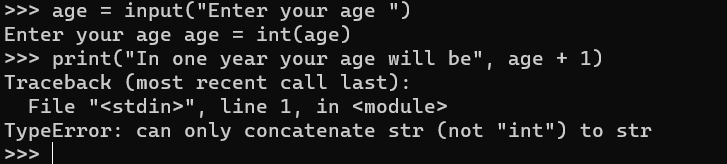 >>> age = input("Enter your age ")
Enter your age age = int(age)
>>> print("In one year your age will be", age + 1)
Traceback (most recent call last):
  File "<stdin>", line 1, in <module>
TypeError: can only concatenate str (not "int") to str
>>>